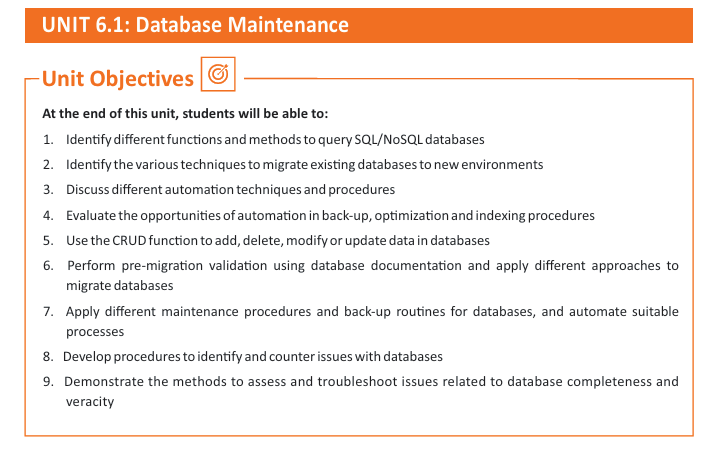 UNIT 6.1: Database Maintenance
Unit Objectives
At the end of this unit, students will be able to:
1. Identify different functions and methods to query SQL/NoSQL databases
2. Identify the various techniques to migrate existing databases to new environments
3. Discuss different automation techniques and procedures
4. Evaluate the opportunities of automation in back-up, optimization and indexing procedures
5. Use the CRUD function to add, delete, modify or update data in databases
6. Perform pre-migration validation using database documentation and apply different approaches to
migrate databases
7. Apply different maintenance procedures and back-up routines for databases, and automate suitable
processes
8. Develop procedures to identify and counter issues with databases
9. Demonstrate the methods to assess and troubleshoot issues related to database completeness and
veracity